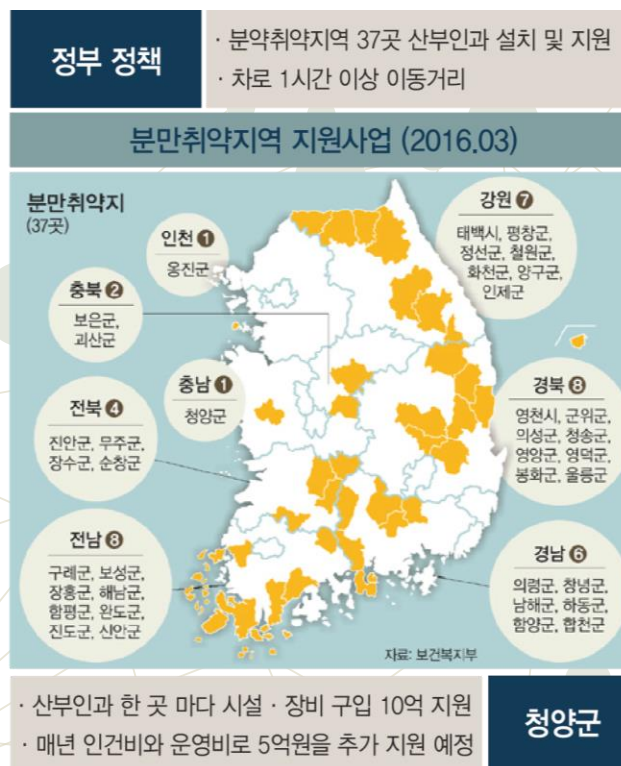 정부 정책
· 분약취약지역 37곳 산부인과 설치 및 지원
· 차로 1시간 이상 이동거리
분만취약지역 지원사업 (2016.03)
분만취약지
(37곳)
인천 1
옹진군
강원 7
태백시, 평창군,
정선군, 철원군,
화천군, 양구군,
인제군
충북 2
보은군,
괴산군
충남 1
청양군
전북 4
진안군, 무주군,
장수군, 순창군
경북 8
영천시, 군위군,
의성군, 청송군,
영양군, 영덕군,
봉화군, 울릉군
전남 8
구례군, 보성군,
장흥군, 해남군,
함평군, 완도군,
진도군, 신안군
경남 6
의령군, 창녕군,
남해군, 하동군,
함양군, 합천군
자료: 보건복지부
· 산부인과 한 곳 마다 시설 · 장비 구입 10억 지원
· 매년 인건비와 운영비로 5억원을 추가 지원 예정
청양군